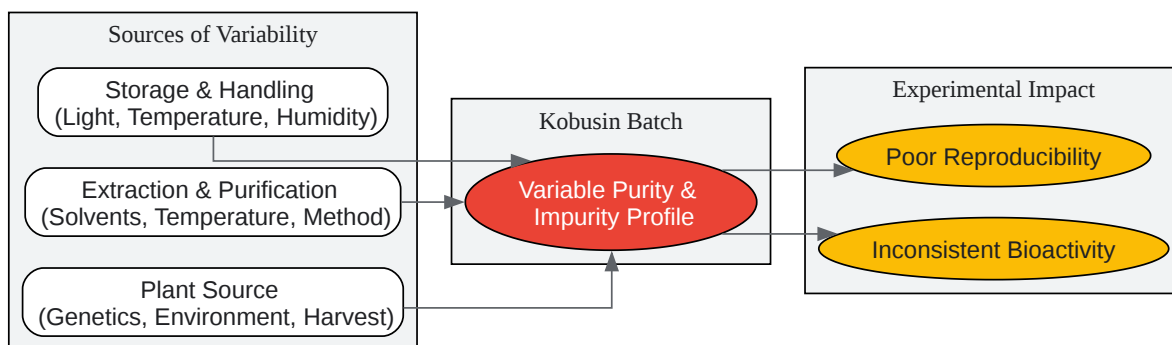 Sources of Variability
Storage & Handling
(Light, Temperature, Humidity)
Extraction & Purification
(Solvents, Temperature, Method)
Plant Source
(Genetics, Environment, Harvest)
Kobusin Batch
Variable Purity &
Impurity Profile
Experimental Impact
Poor Reproducibility
Inconsistent Bioactivity